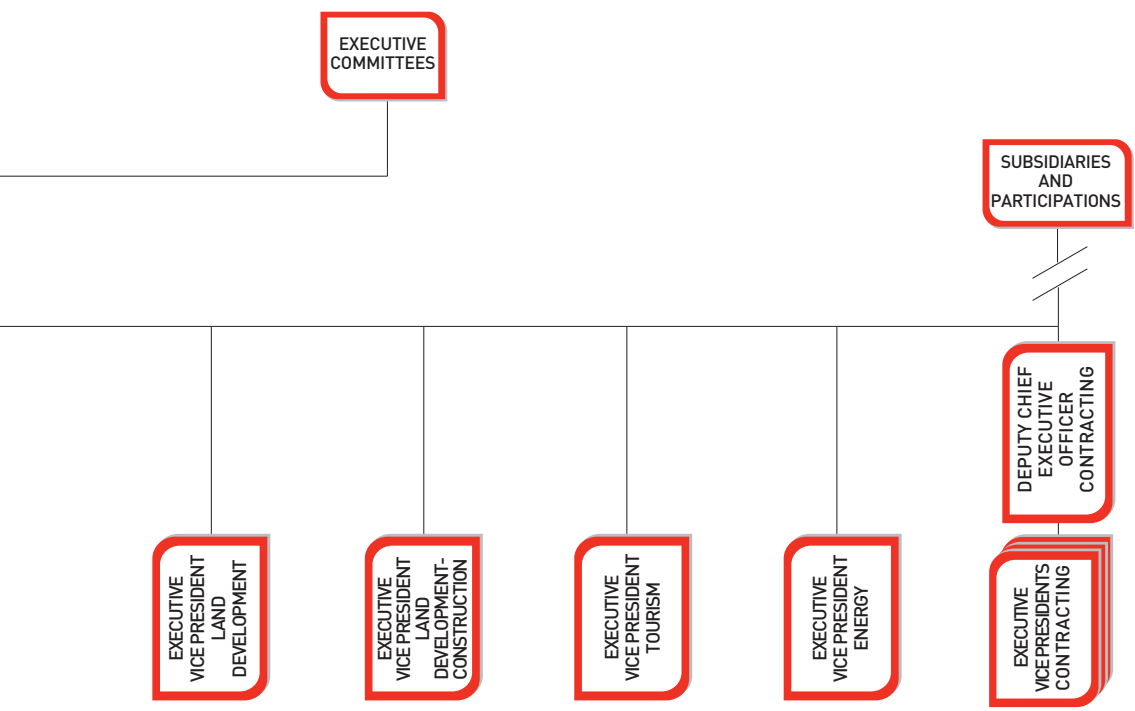 EXECUTIVE
COMMITTEES
SUBSIDIARIES
AND
PARTICIPATIONS
DEPUTY CHIEF
EXECUTIVE
OFFICER
CONTRACTING
EXECUTIVE
VICE PRESIDENT
LAND
DEVELOPMENT
EXECUTIVE
VICE PRESIDENT
LAND
DEVELOPMENT-
CONSTRUCTION
EXECUTIVE
VICE PRESIDENT
TOURISM
EXECUTIVE
VICE PRESIDENT
ENERGY
EXECUTIVE
VICE PRESIDENTS
CONTRACTING